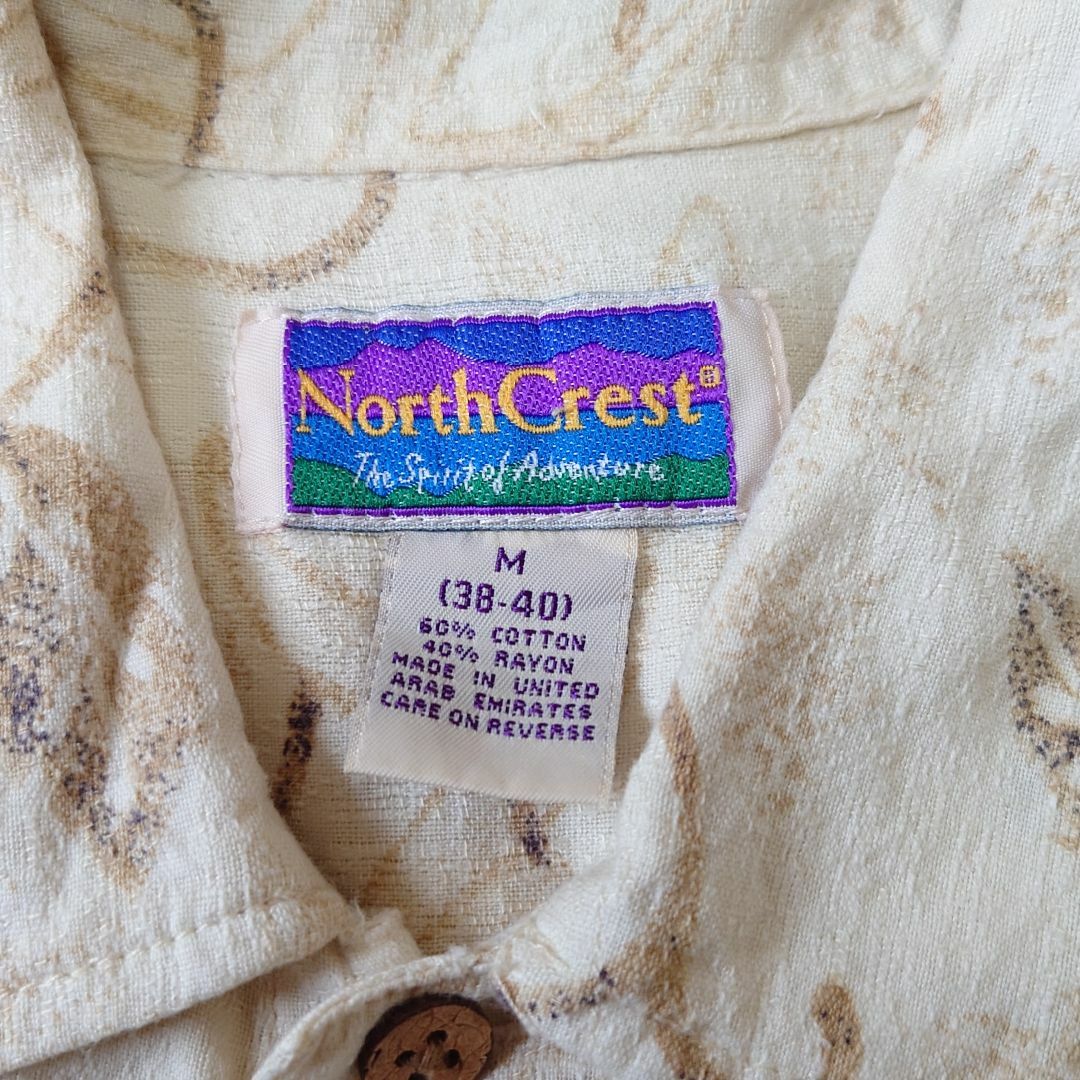 NorthCrest®
The Spirit of Adventure
M
(38-40)
60% COTTON
40% RAYON
MADE IN UNITED
ARAB EMIRATES
CARE ON REVERSE